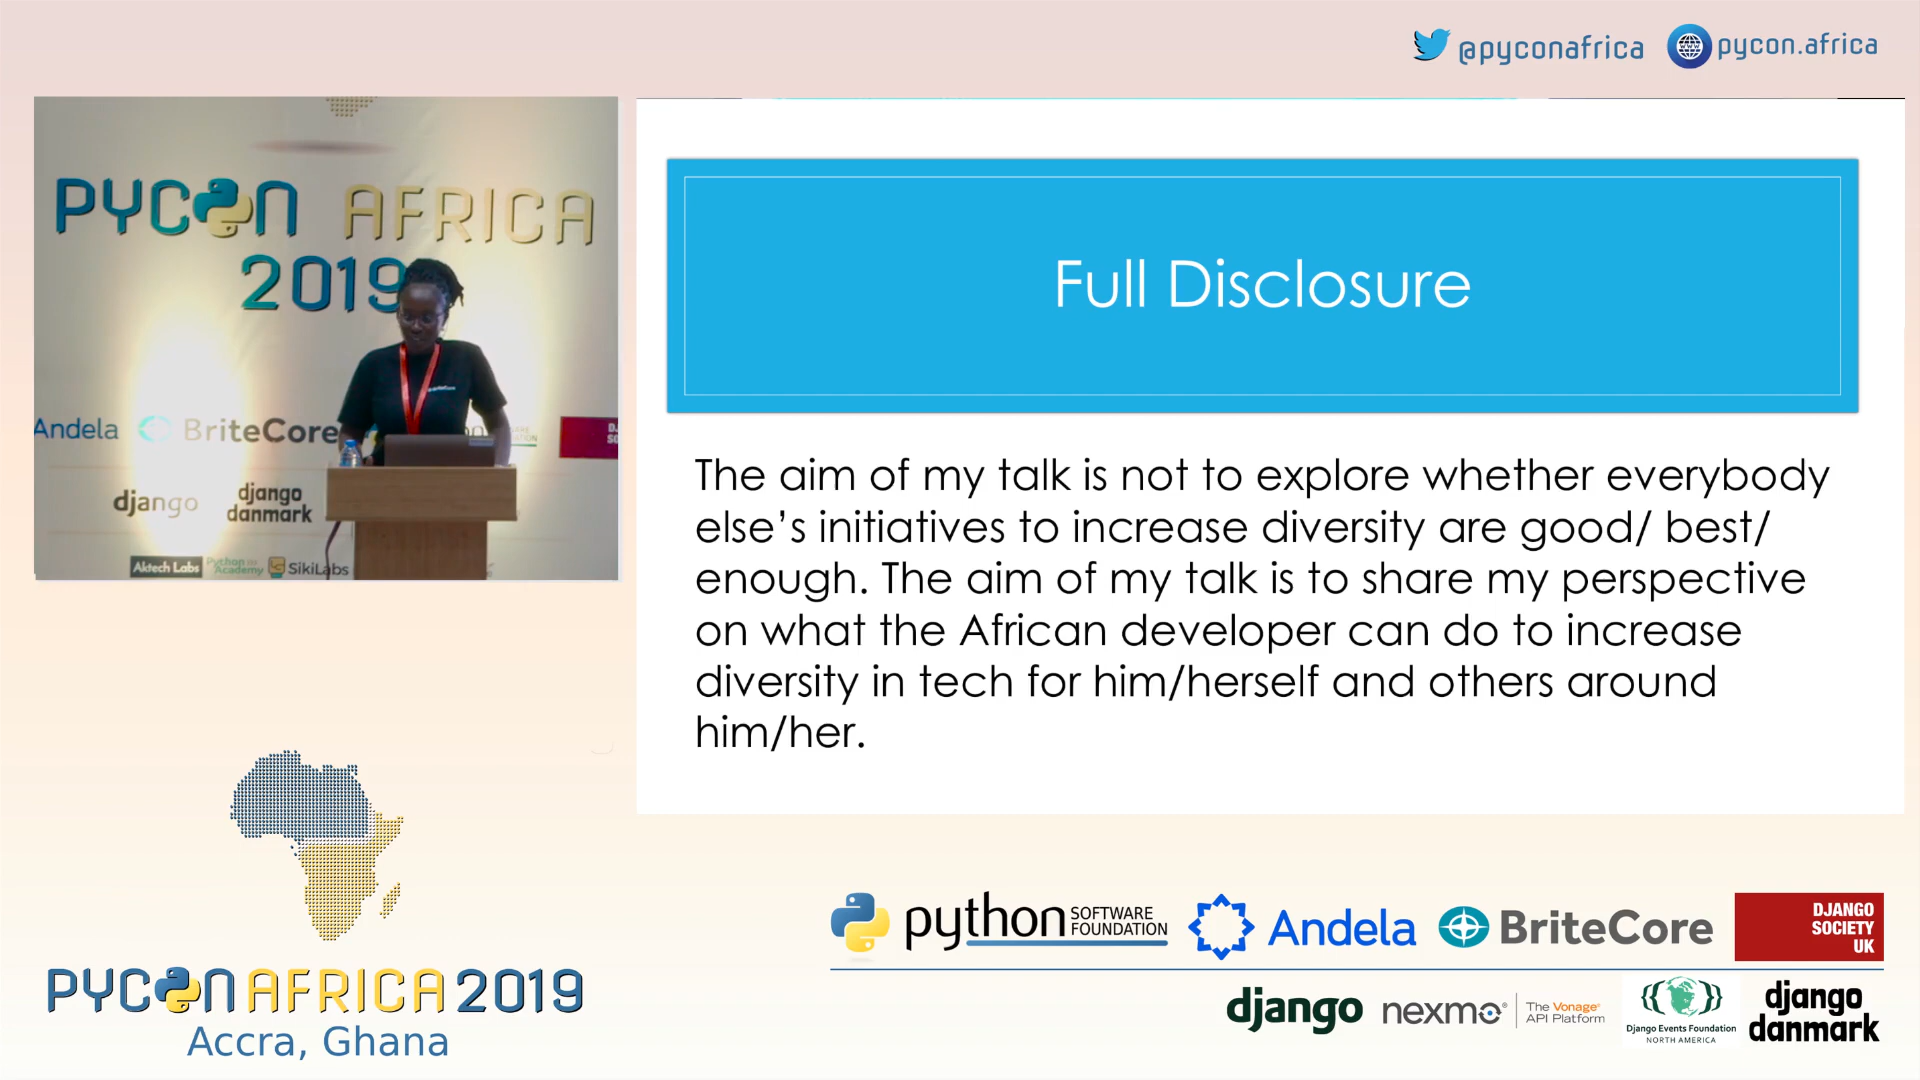 @pyconafrica
pycon.africa
PYCON AFRICA
2019
Andela BriteCore
django
django
danmark
Aktech Labs
Python
Academy
SikiLabs
Full Disclosure
The aim of my talk is not to explore whether everybody
else’s initiatives to increase diversity are good/ best/
enough. The aim of my talk is to share my perspective
on what the African developer can do to increase
diversity in tech for him/herself and others around
him/her.
PYCON AFRICA 2019
Accra, Ghana
python SOFTWARE
FOUNDATION
Andela
BriteCore
DJANGO
SOCIETY
UK
django
nexmo
The Vonage
API Platform
Django Events Foundation
NORTH AMERICA
django
danmark